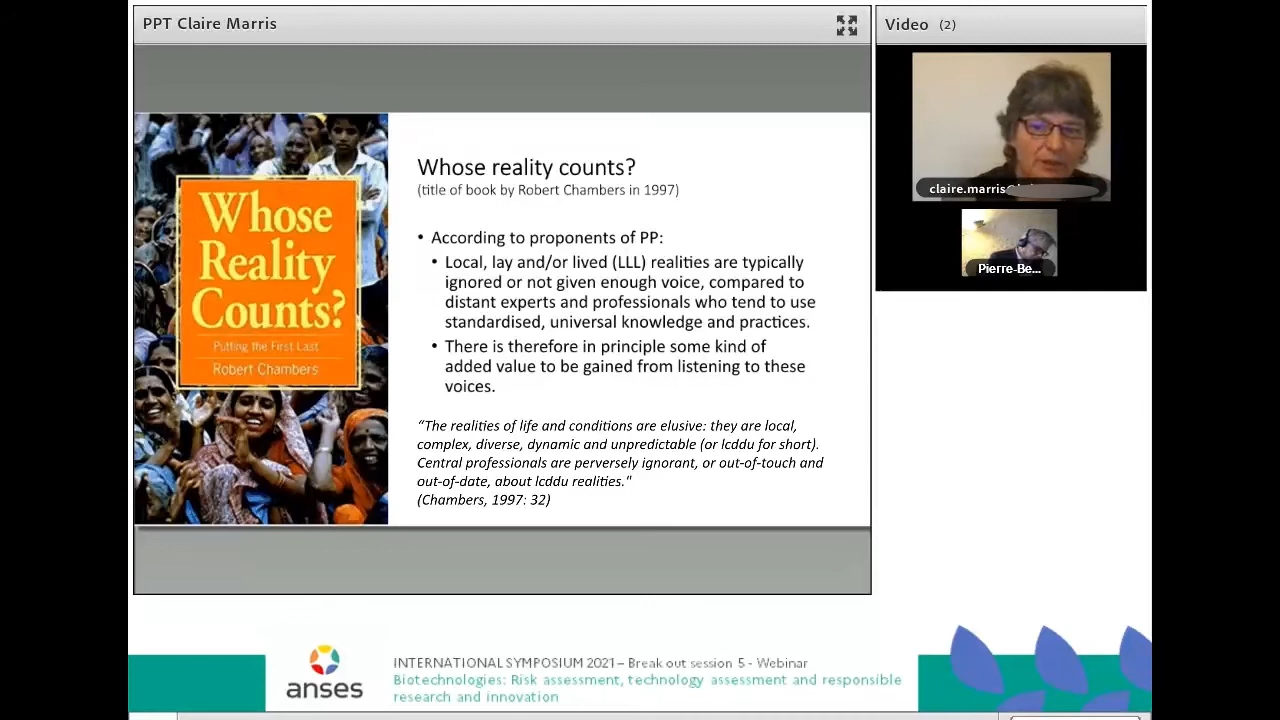 PPT Claire Marris
Whose
Reality
Counts?
Putting the First Last
Robert Chambers
Whose reality counts?
(title of book by Robert Chambers in 1997)
• According to proponents of PP:
• Local, lay and/or lived (LLL) realities are typically
ignored or not given enough voice, compared to
distant experts and professionals who tend to use
standardised, universal knowledge and practices.
• There is therefore in principle some kind of
added value to be gained from listening to these
voices.
"The realities of life and conditions are elusive: they are local,
complex, diverse, dynamic and unpredictable (or lcddu for short).
Central professionals are perversely ignorant, or out-of-touch and
out-of-date, about lcddu realities."
(Chambers, 1997: 32)
Video (2)
claire.marris
Pierre-Be...
anses
INTERNATIONAL SYMPOSIUM 2021 – Break out session 5 - Webinar
Biotechnologies: Risk assessment, technology assessment and responsible
research and innovation